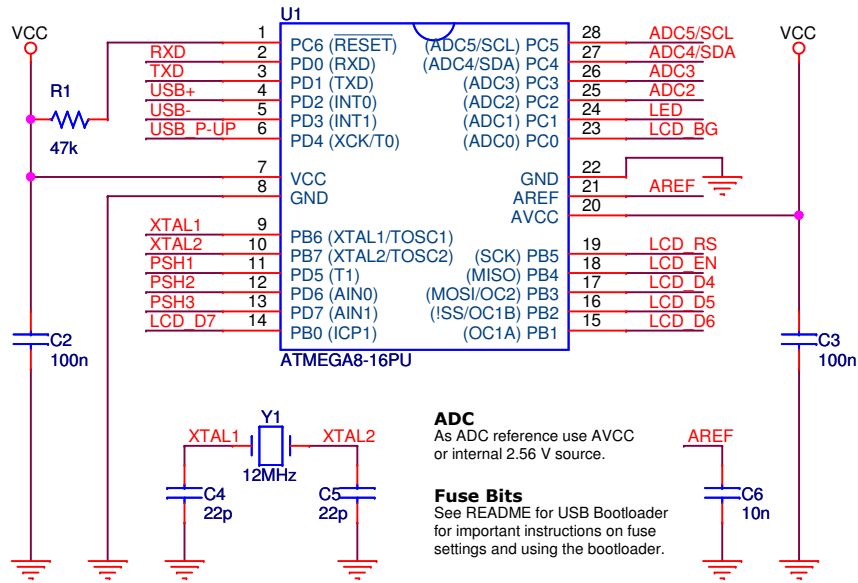 U1
VCC
1 PC6 (RESET) (ADC5/SCL) PC5 28 ADC5/SCL
VCC
RXD 2 PD0 (RXD) (ADC4/SDA) PC4 27 ADC4/SDA
TXD 3 PD1 (TXD) (ADC3) PC3 26 ADC3
USB+ 4 PD2 (INT0) (ADC2) PC2 25 ADC2
R1
USB- 5 PD3 (INT1) (ADC1) PC1 24 LED
USB_P-UP 6 PD4 (XCK/T0) (ADC0) PC0 23 LCD_BG
47k
7 VCC GND 22
8 GND AREF 21 AREF
AVCC 20
XTAL1 9 PB6 (XTAL1/TOSC1)
XTAL2 10 PB7 (XTAL2/TOSC2) (SCK) PB5 19 LCD_RS
PSH1 11 PD5 (T1) (MISO) PB4 18 LCD_EN
PSH2 12 PD6 (AIN0) (MOSI/OC2) PB3 17 LCD_D4
PSH3 13 PD7 (AIN1) (!SS/OC1B) PB2 16 LCD_D5
LCD_D7 14 PB0 (ICP1) (OC1A) PB1 15 LCD_D6
C2
100n
C3
100n
ATMEGA8-16PU
Y1
XTAL1 XTAL2
12MHz
C4
22p
C5
22p
ADC
As ADC reference use AVCC
or internal 2.56 V source.
Fuse Bits
See README for USB Bootloader
for important instructions on fuse
settings and using the bootloader.
AREF
C6
10n